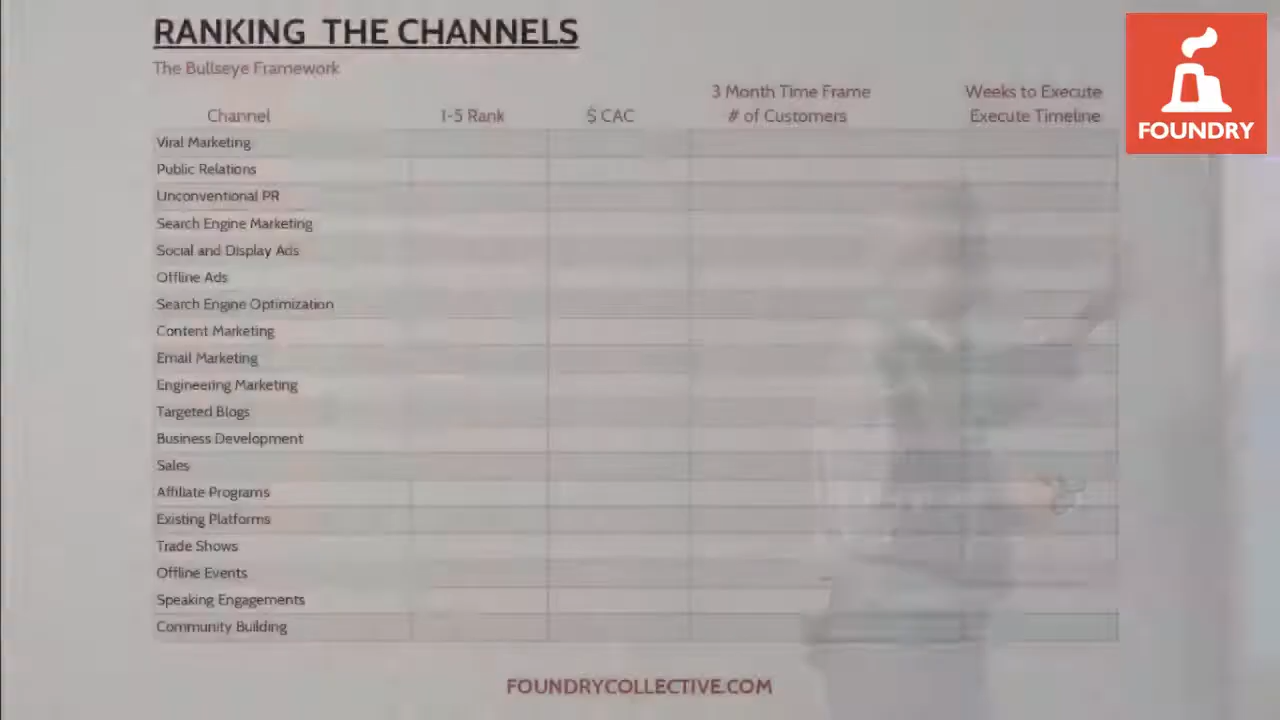 RANKING THE CHANNELS
The Bullseye Framework
Channel 1-5 Rank $ CAC 3 Month Time Frame # of Customers Weeks to Execute Execute Timeline
Viral Marketing
Public Relations
Unconventional PR
Search Engine Marketing
Social and Display Ads
Offline Ads
Search Engine Optimization
Content Marketing
Email Marketing
Engineering Marketing
Targeted Blogs
Business Development
Sales
Affiliate Programs
Existing Platforms
Trade Shows
Offline Events
Speaking Engagements
Community Building
FOUNDRYCOLLECTIVE.COM
FOUNDRY